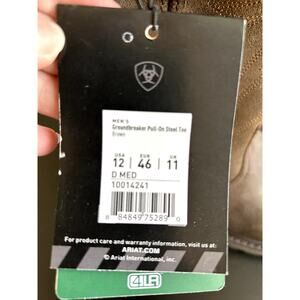 MEN'S
Groundbreaker Pull-On Steel Toe
Brown
USA EUR UK
12 46 11
D MED
10014241
8 84849 75289 0
For product care and warranty information, visit us at:
ARIAT.COM
© Ariat International, Inc.
4LR